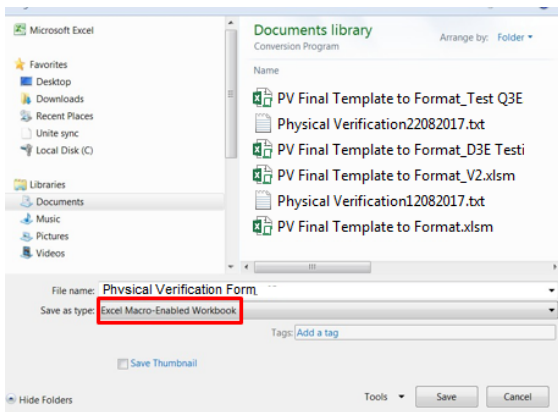 Microsoft Excel
Favorites
Desktop
Downloads
Recent Places
Unite sync
Local Disk (C)
Libraries
Documents
Music
Pictures
Videos
Documents library
Conversion Program
Arrange by: Folder
Name
PV Final Template to Format_Test Q3E
Physical Verification22082017.txt
PV Final Template to Format_D3E Testi
PV Final Template to Format_V2.xlsm
Physical Verification12082017.txt
PV Final Template to Format.xlsm
File name: Physical Verification Form
Save as type: Excel Macro-Enabled Workbook
Tags: Add a tag
Save Thumbnail
Hide Folders
Tools
Save
Cancel